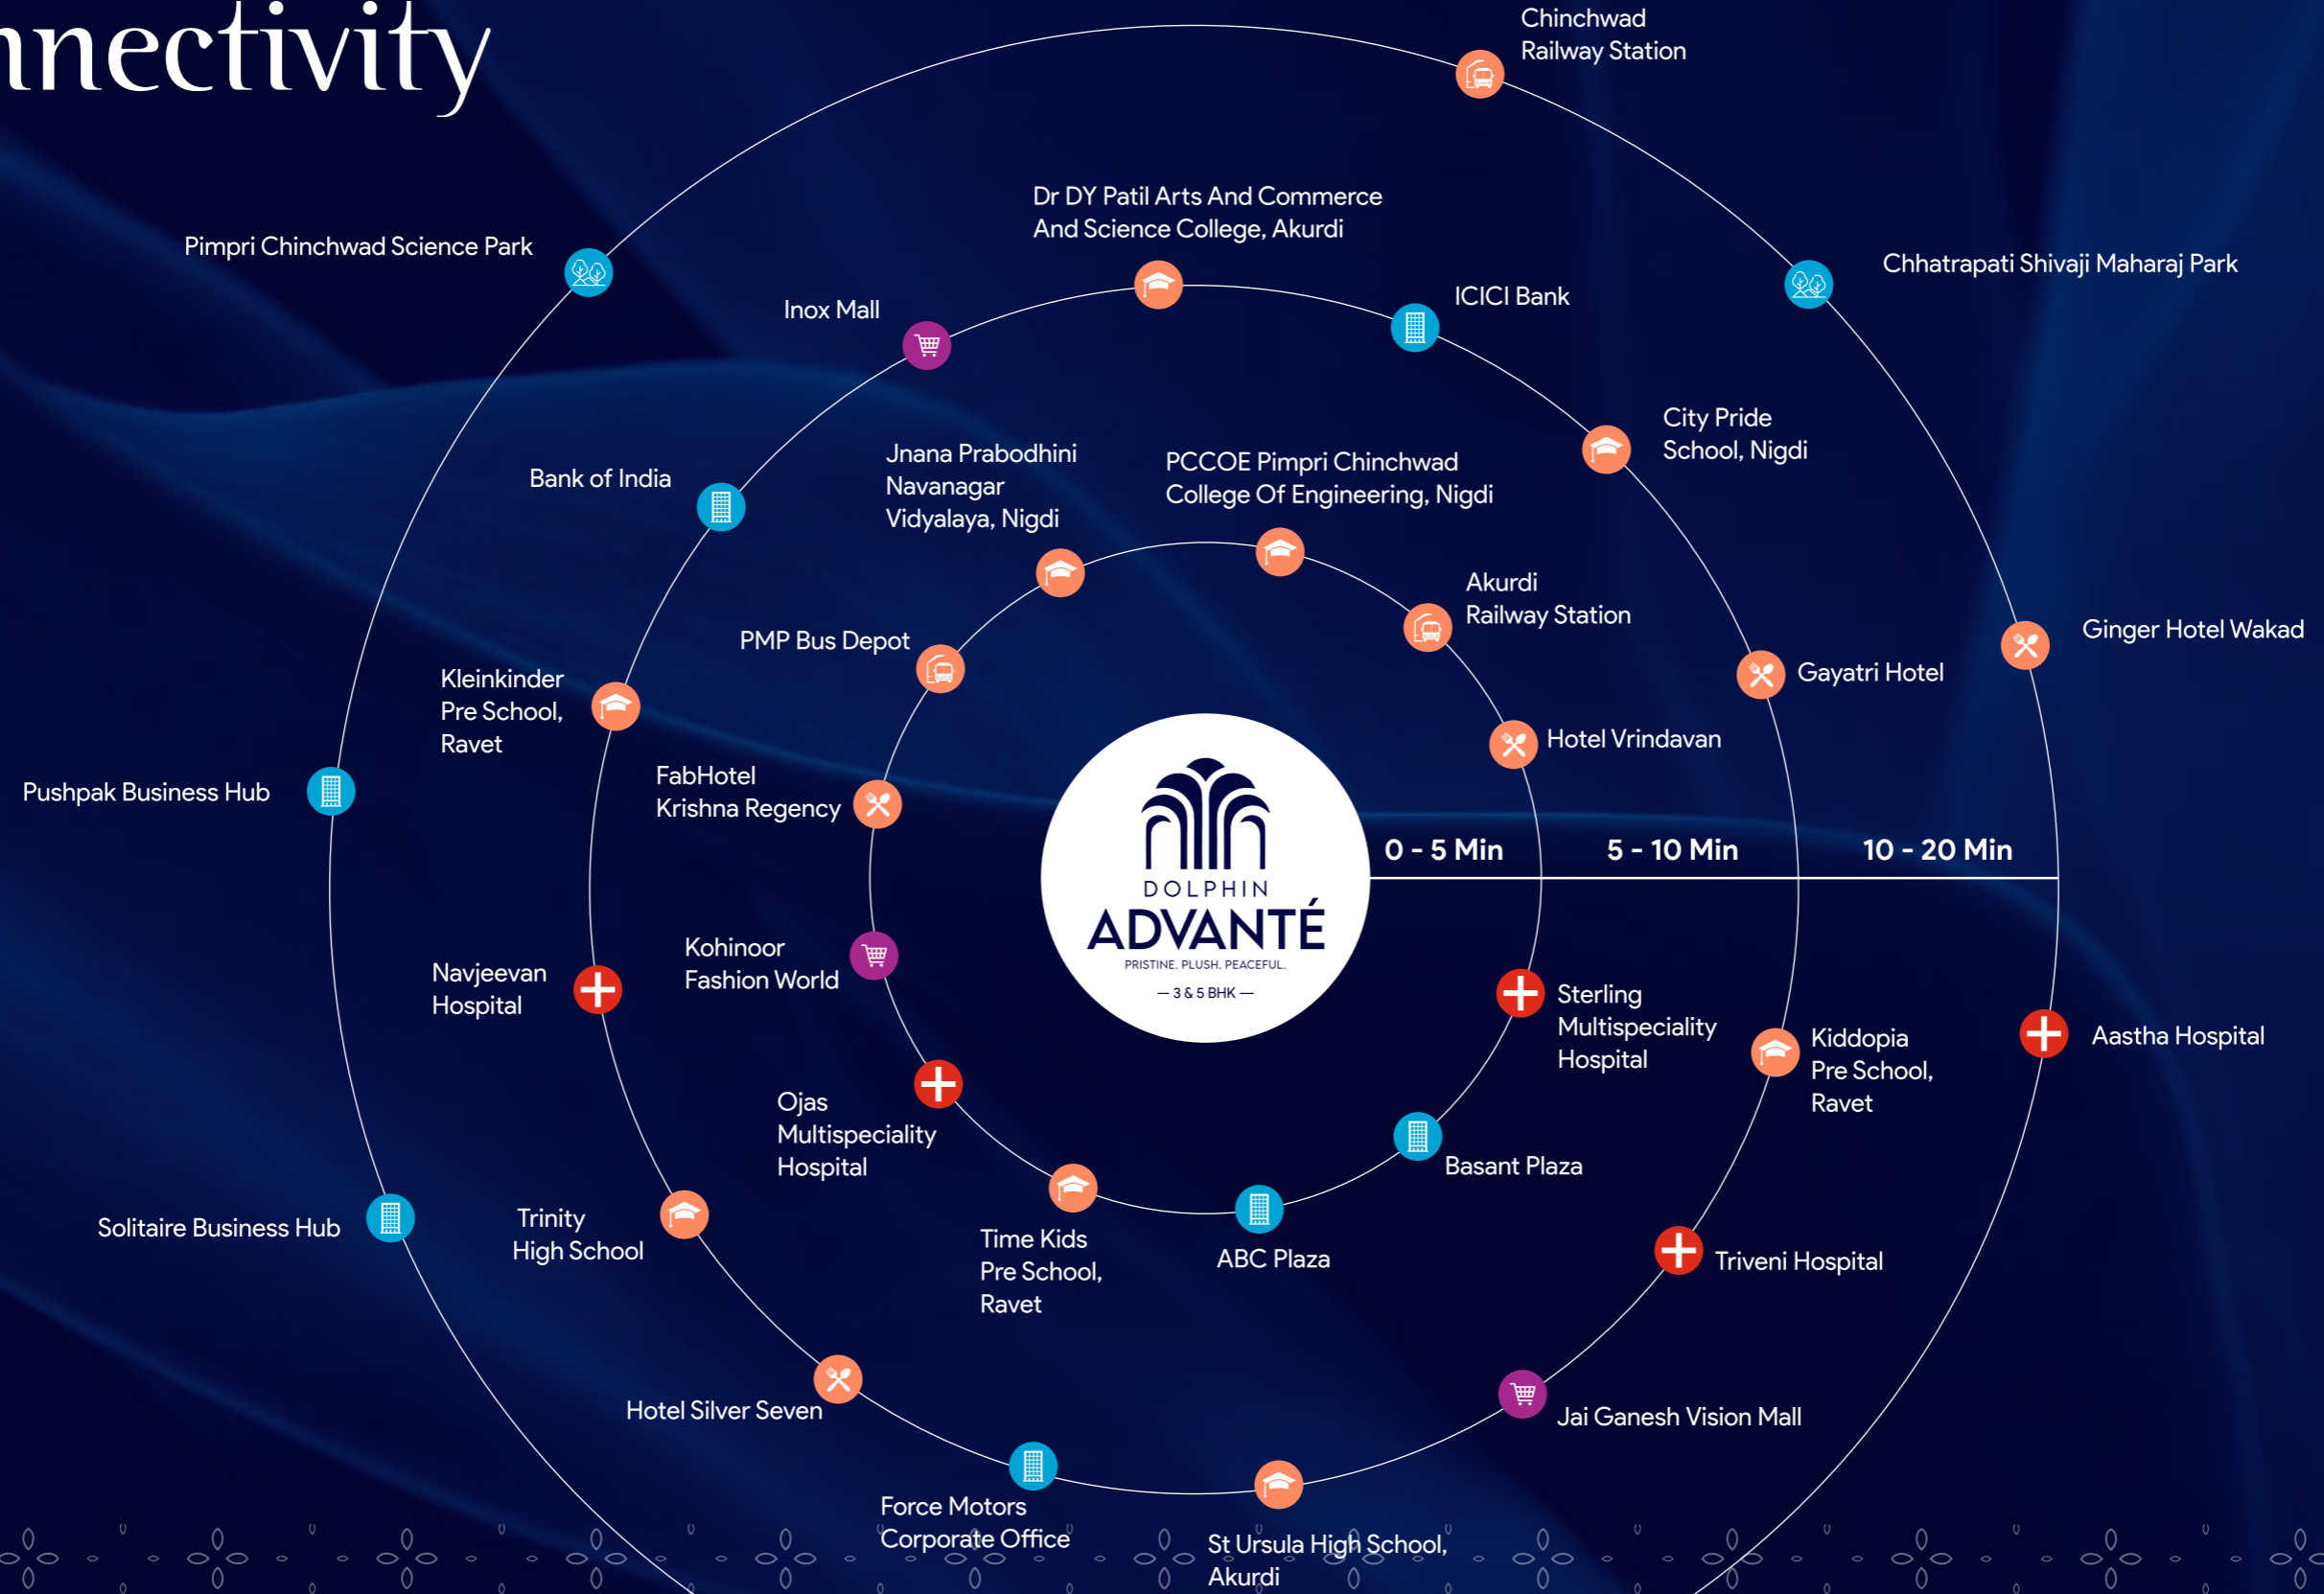 nnectivity
Chinchwad
Railway Station
Dr DY Patil Arts And Commerce
And Science College, Akurdi
Pimpri Chinchwad Science Park
Chhatrapati Shivaji Maharaj Park
Inox Mall
ICICI Bank
City Pride
School, Nigdi
Bank of India
Jnana Prabodhini
Navanagar
Vidyalaya, Nigdi
PCCOE Pimpri Chinchwad
College Of Engineering, Nigdi
Akurdi
Railway Station
PMP Bus Depot
Ginger Hotel Wakad
Gayatri Hotel
Kleinkinder
Pre School,
Ravet
Hotel Vrindavan
FabHotel
Krishna Regency
Pushpak Business Hub
0 - 5 Min
5 - 10 Min
10 - 20 Min
DOLPHIN
ADVANTÉ
PRISTINE. PLUSH. PEACEFUL.
— 3 & 5 BHK —
Kohinoor
Fashion World
Navjeevan
Hospital
Sterling
Multispeciality
Hospital
Kiddopia
Pre School,
Ravet
Aastha Hospital
Ojas
Multispeciality
Hospital
Basant Plaza
Solitaire Business Hub
Trinity
High School
Time Kids
Pre School,
Ravet
ABC Plaza
Triveni Hospital
Hotel Silver Seven
Jai Ganesh Vision Mall
Force Motors
Corporate Office
St Ursula High School,
Akurdi